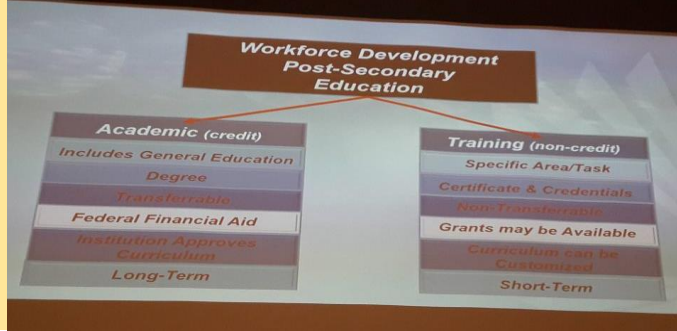 Workforce Development
Post-Secondary
Education
Academic (credit)
Includes General Education
Degree
Transferrable
Federal Financial Aid
Institution Approves
Curriculum
Long-Term
Training (non-credit)
Specific Area/Task
Certificate & Credentials
Non-Transferrable
Grants may be Available
Curriculum can be
Customized
Short-Term